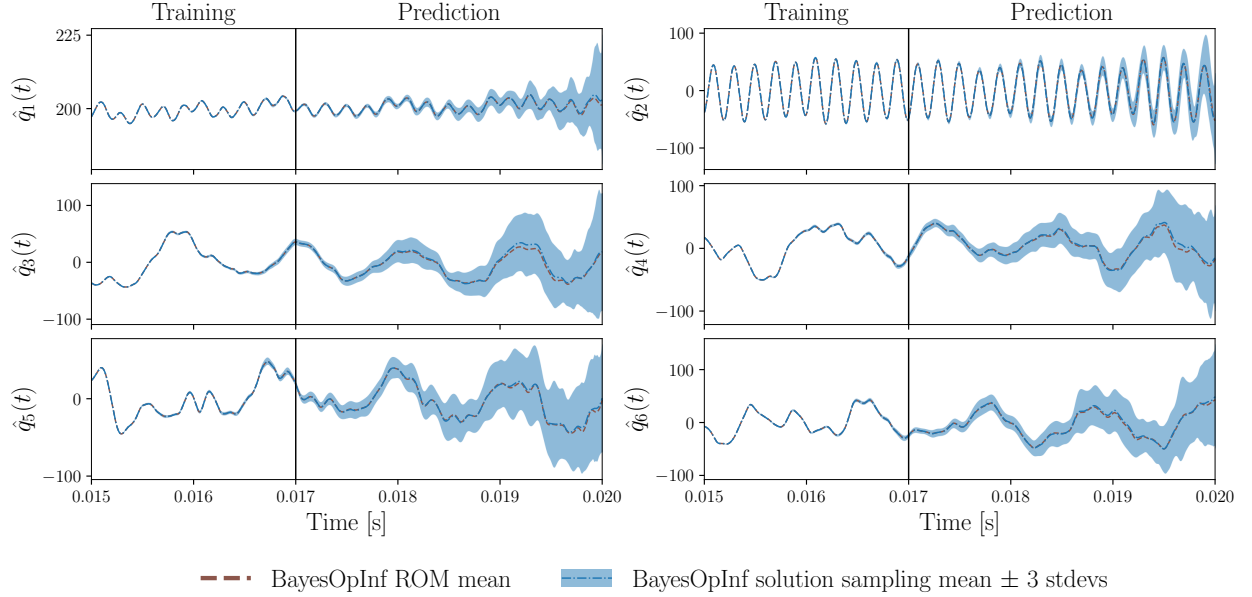 Training Prediction Training Prediction
225
200
q̂₁(t)
100
0
−100
q̂₂(t)
100
0
−100
q̂₃(t)
100
0
−100
q̂₄(t)
0
−100
q̂₅(t)
100
0
−100
q̂₆(t)
0.015 0.016 0.017 0.018 0.019 0.020
0.015 0.016 0.017 0.018 0.019 0.020
Time [s] Time [s]
BayesOpInf ROM mean BayesOpInf solution sampling mean ± 3 stdevs